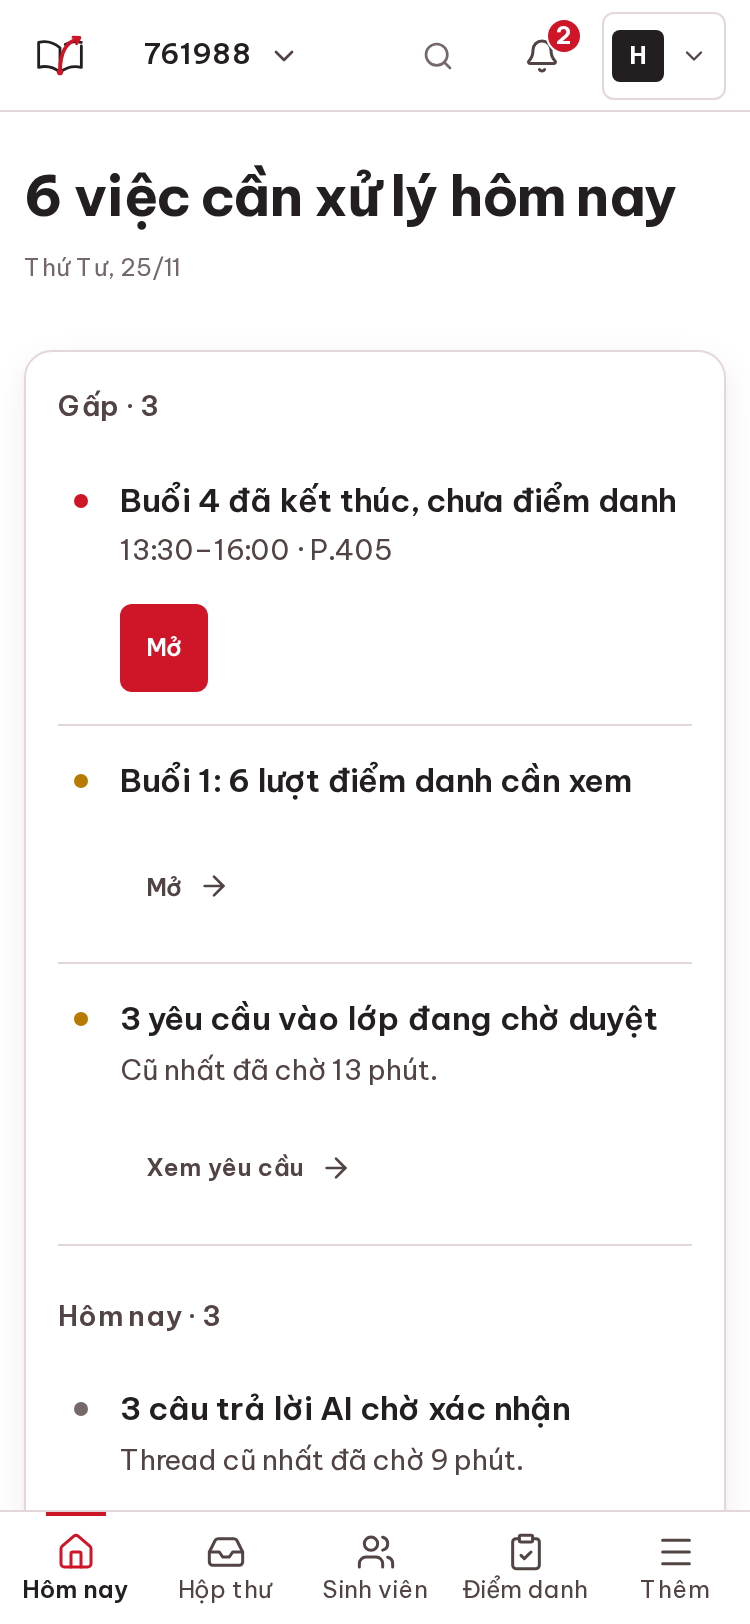 761988
2
H
6 việc cần xử lý hôm nay
Thứ Tư, 25/11
Gấp · 3
Buổi 4 đã kết thúc, chưa điểm danh
13:30–16:00 · P.405
Mở
Buổi 1: 6 lượt điểm danh cần xem
Mở →
3 yêu cầu vào lớp đang chờ duyệt
Cũ nhất đã chờ 13 phút.
Xem yêu cầu →
Hôm nay · 3
3 câu trả lời AI chờ xác nhận
Thread cũ nhất đã chờ 9 phút.
Hôm nay Hộp thư Sinh viên Điểm danh Thêm